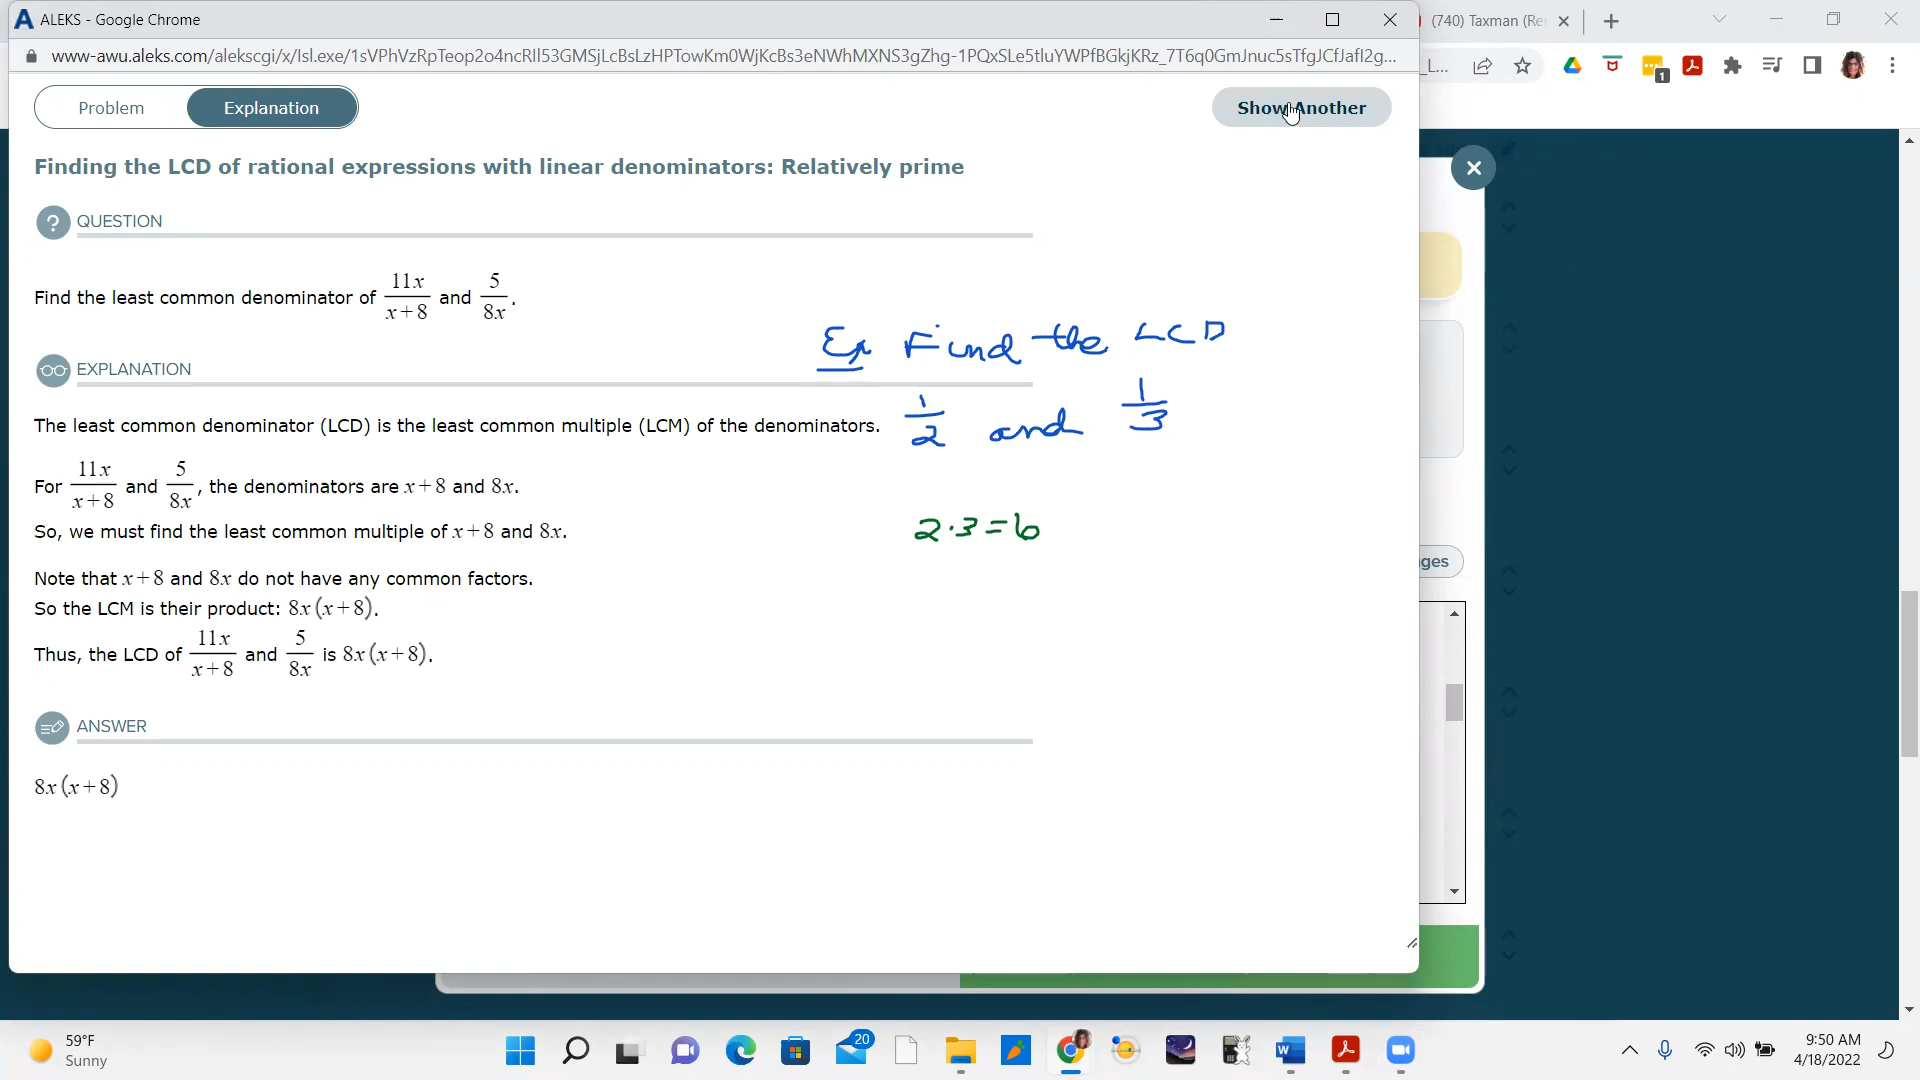 ALEKS - Google Chrome
(740) Taxman (Re
www-awu.aleks.com/alekscgi/x/Isl.exe/1sVPhVzRpTeop2o4ncRIl53GMSjLcBsLzHPTowKm0WjKcBs3eNWhMXNS3gZhg-1PQxSLe5tluYWPfBGkjKRz_7T6q0GmJnuc5sTfgJCfJafl2g...
_L...
1
Problem
Explanation
Show Another
Finding the LCD of rational expressions with linear denominators: Relatively prime
? QUESTION
Find the least common denominator of 11x/(x+8) and 5/(8x).
Ex Find the LCD
EXPLANATION
1/2 and 1/3
The least common denominator (LCD) is the least common multiple (LCM) of the denominators.
For 11x/(x+8) and 5/(8x), the denominators are x+8 and 8x.
So, we must find the least common multiple of x+8 and 8x.
2·3=6
ges
Note that x+8 and 8x do not have any common factors.
So the LCM is their product: 8x(x+8).
Thus, the LCD of 11x/(x+8) and 5/(8x) is 8x(x+8).
ANSWER
8x(x+8)
59°F
Sunny
20
9:50 AM
4/18/2022